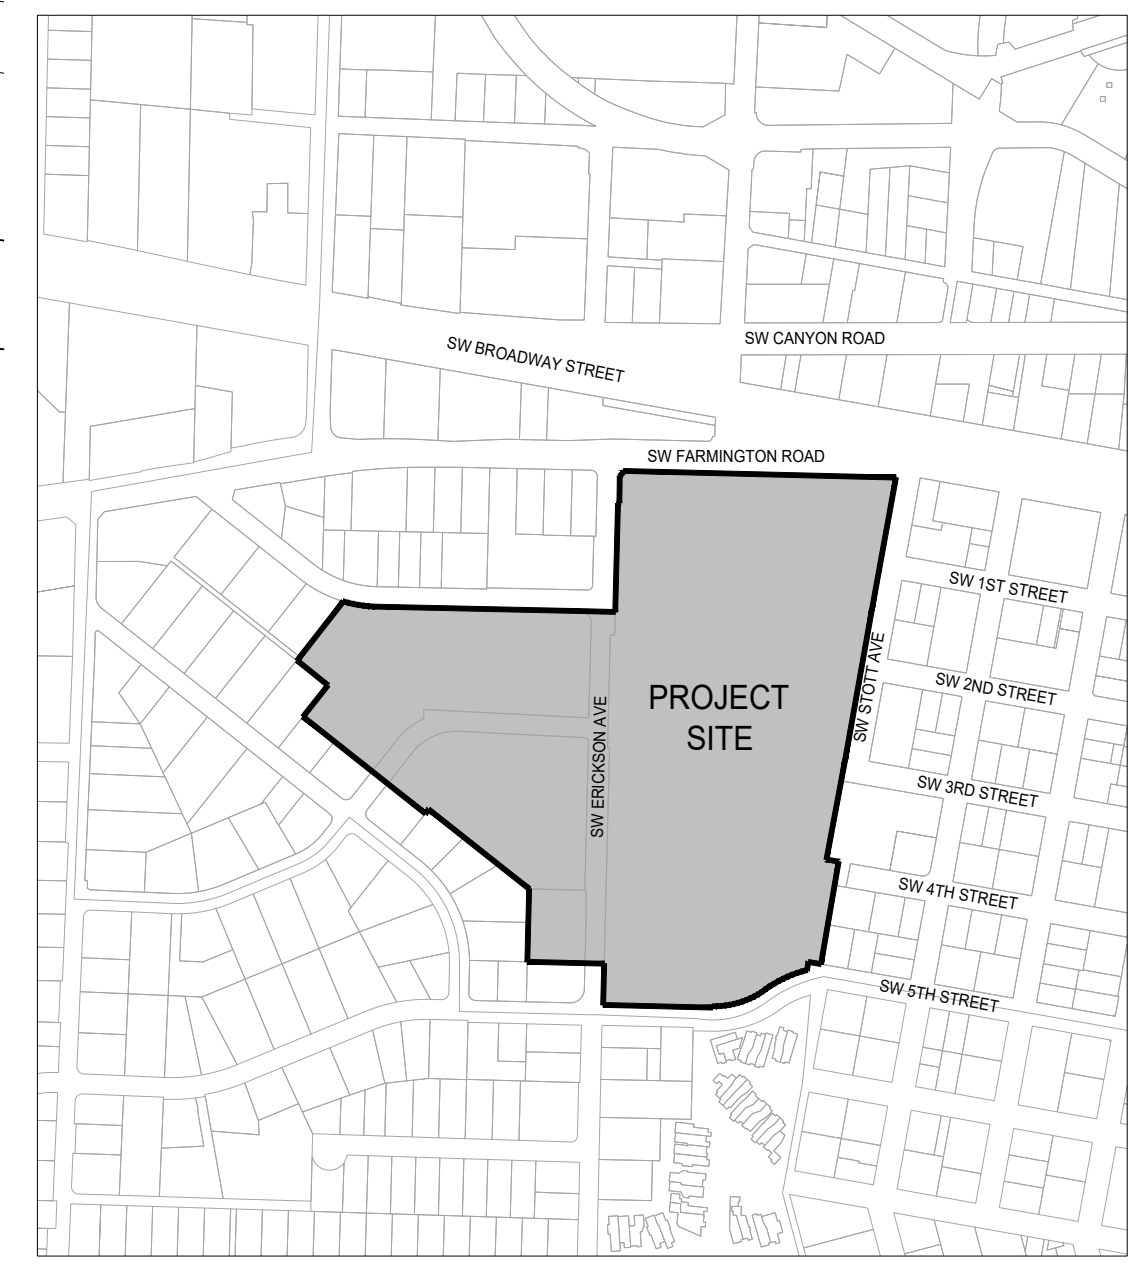 SW CANYON ROAD
SW BROADWAY STREET
SW FARMINGTON ROAD
SW 1ST STREET
SW STOTT AVE
SW 2ND STREET
PROJECT
SITE
SW ERICKSON AVE
SW 3RD STREET
SW 4TH STREET
SW 5TH STREET